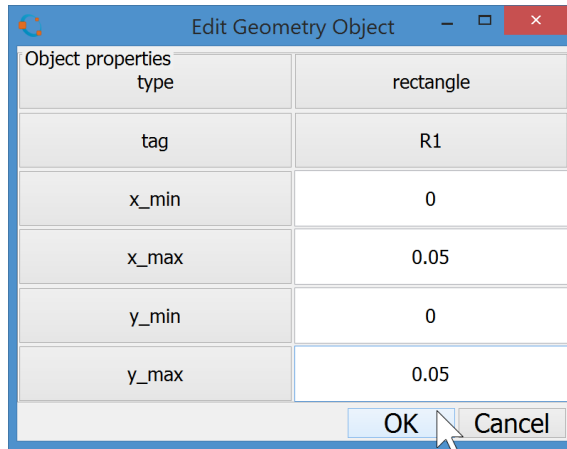 Edit Geometry Object
Object properties
type rectangle
tag R1
x_min 0
x_max 0.05
y_min 0
y_max 0.05
OK Cancel